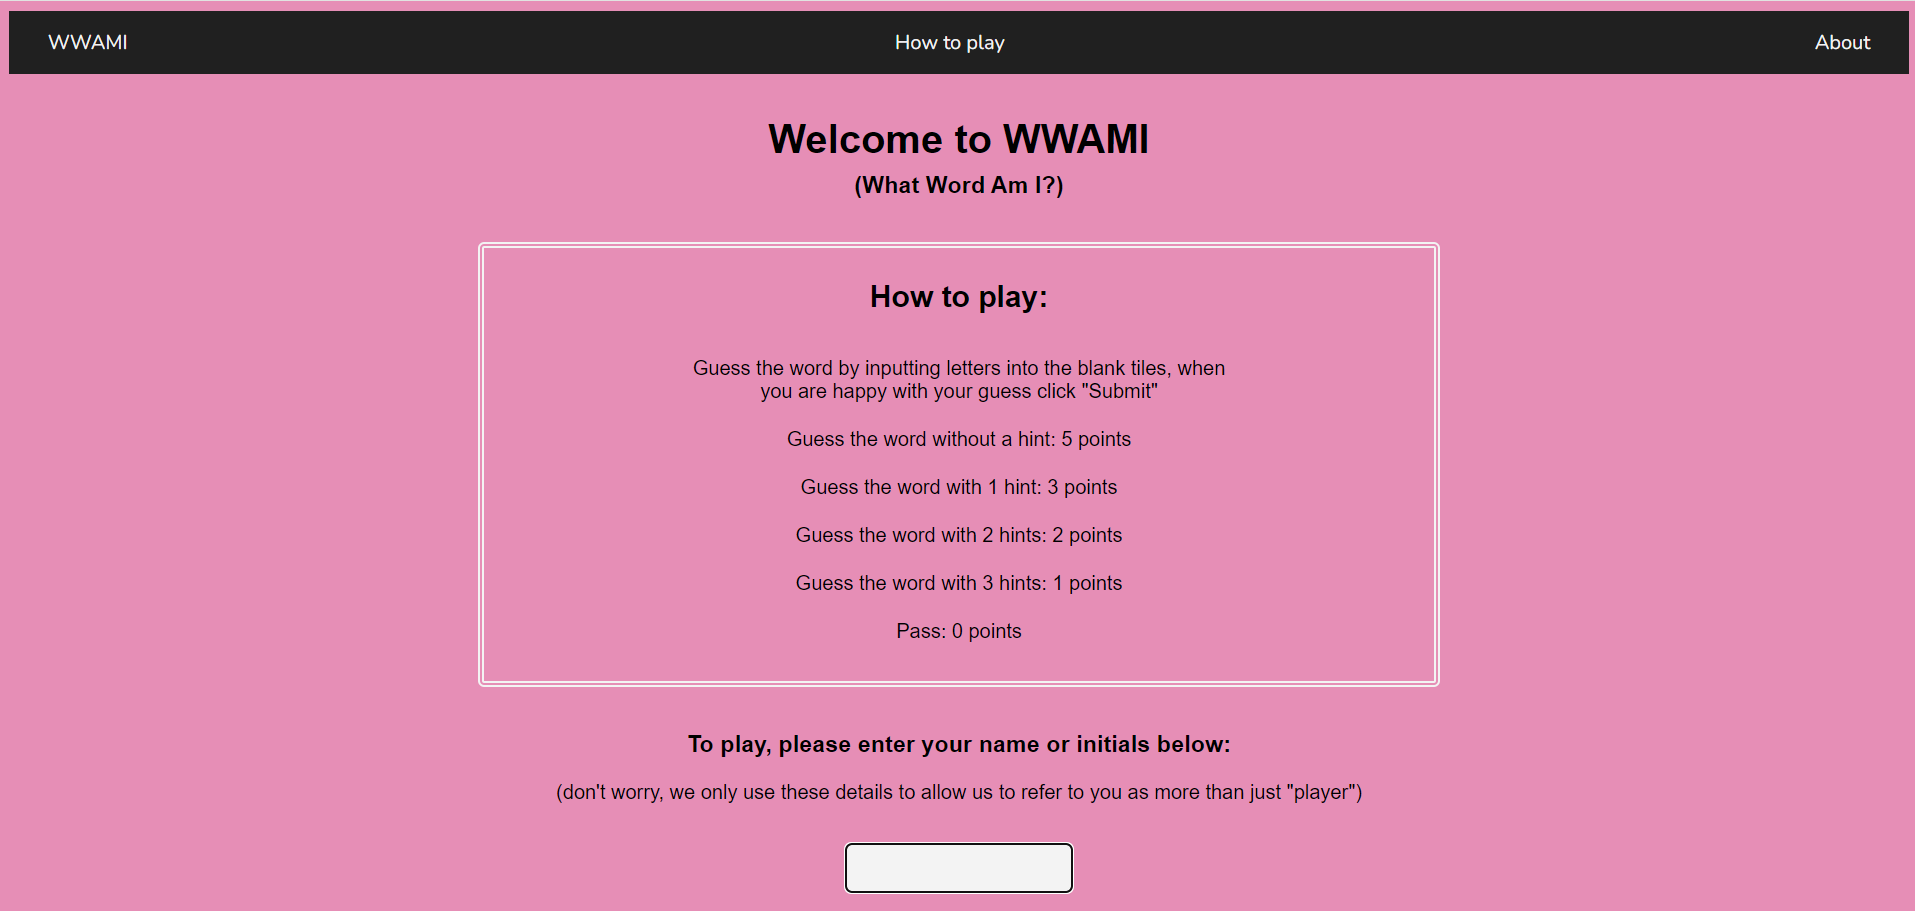 WWAMI How to play About
Welcome to WWAMI
(What Word Am I?)
How to play:
Guess the word by inputting letters into the blank tiles, when
you are happy with your guess click "Submit"
Guess the word without a hint: 5 points
Guess the word with 1 hint: 3 points
Guess the word with 2 hints: 2 points
Guess the word with 3 hints: 1 points
Pass: 0 points
To play, please enter your name or initials below:
(don't worry, we only use these details to allow us to refer to you as more than just "player")